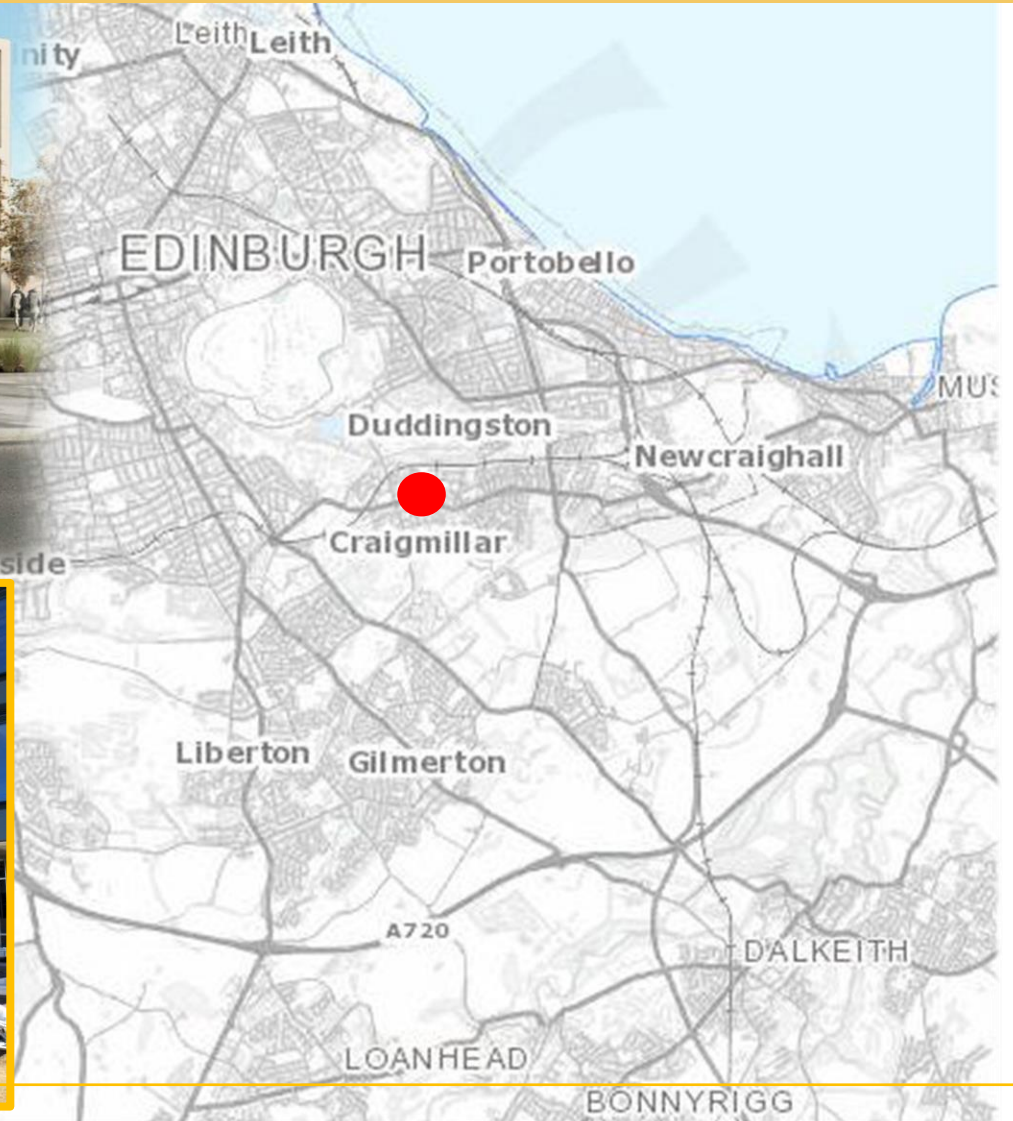 Leith
Leith
nity
EDINBURGH
Portobello
MUS
Duddingston
Newcraighall
Craigmillar
side
Liberton
Gilmerton
A720
DALKEITH
LOANHEAD
BONNYRIGG